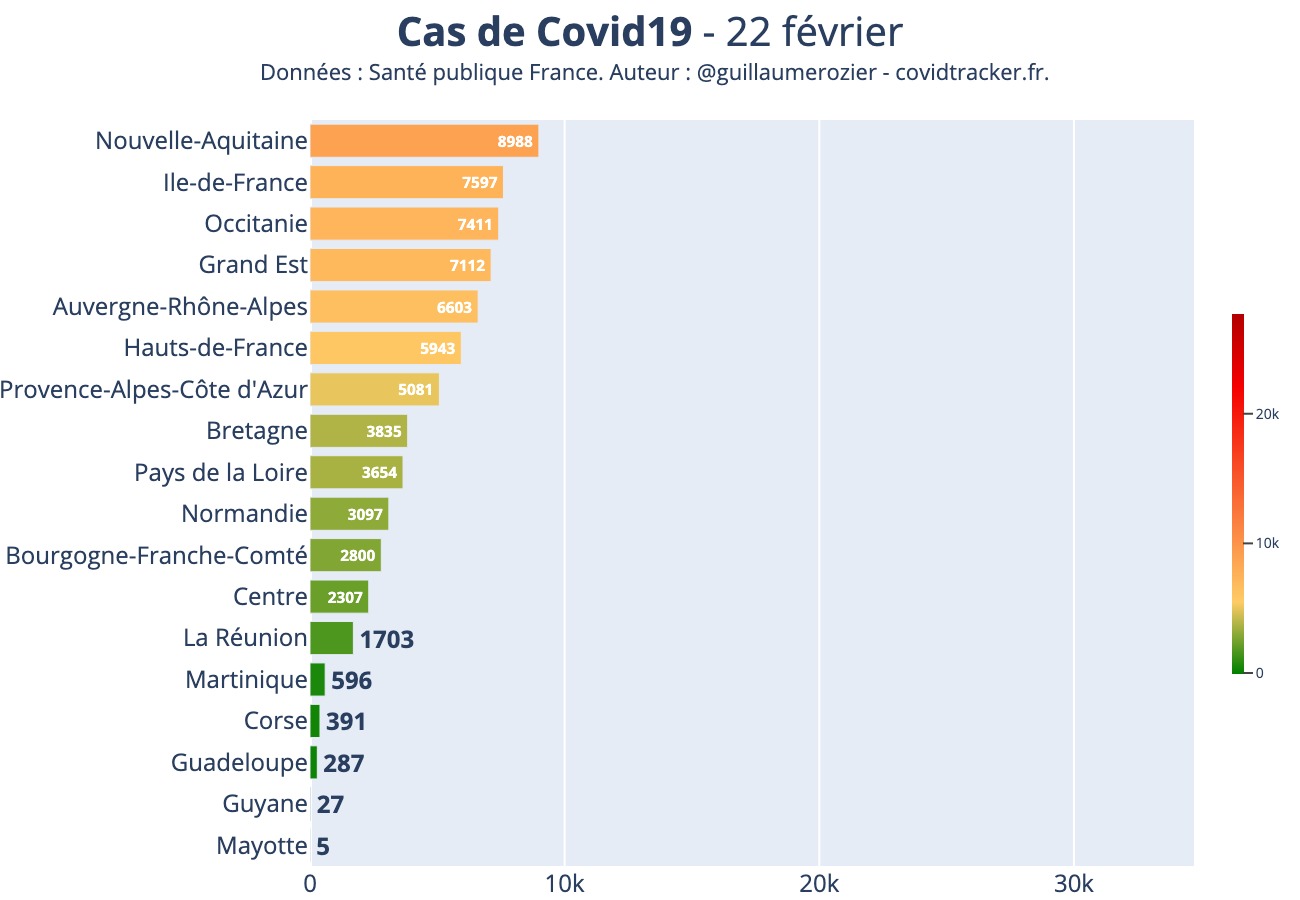 Cas de Covid19 - 22 février
Données : Santé publique France. Auteur : @guillaumerozier - covidtracker.fr.
Nouvelle-Aquitaine 8988
Ile-de-France 7597
Occitanie 7411
Grand Est 7112
Auvergne-Rhône-Alpes 6603
Hauts-de-France 5943
Provence-Alpes-Côte d'Azur 5081
Bretagne 3835
Pays de la Loire 3654
Normandie 3097
Bourgogne-Franche-Comté 2800
Centre 2307
La Réunion 1703
Martinique 596
Corse 391
Guadeloupe 287
Guyane 27
Mayotte 5
0 10k 20k 30k
20k
10k
0